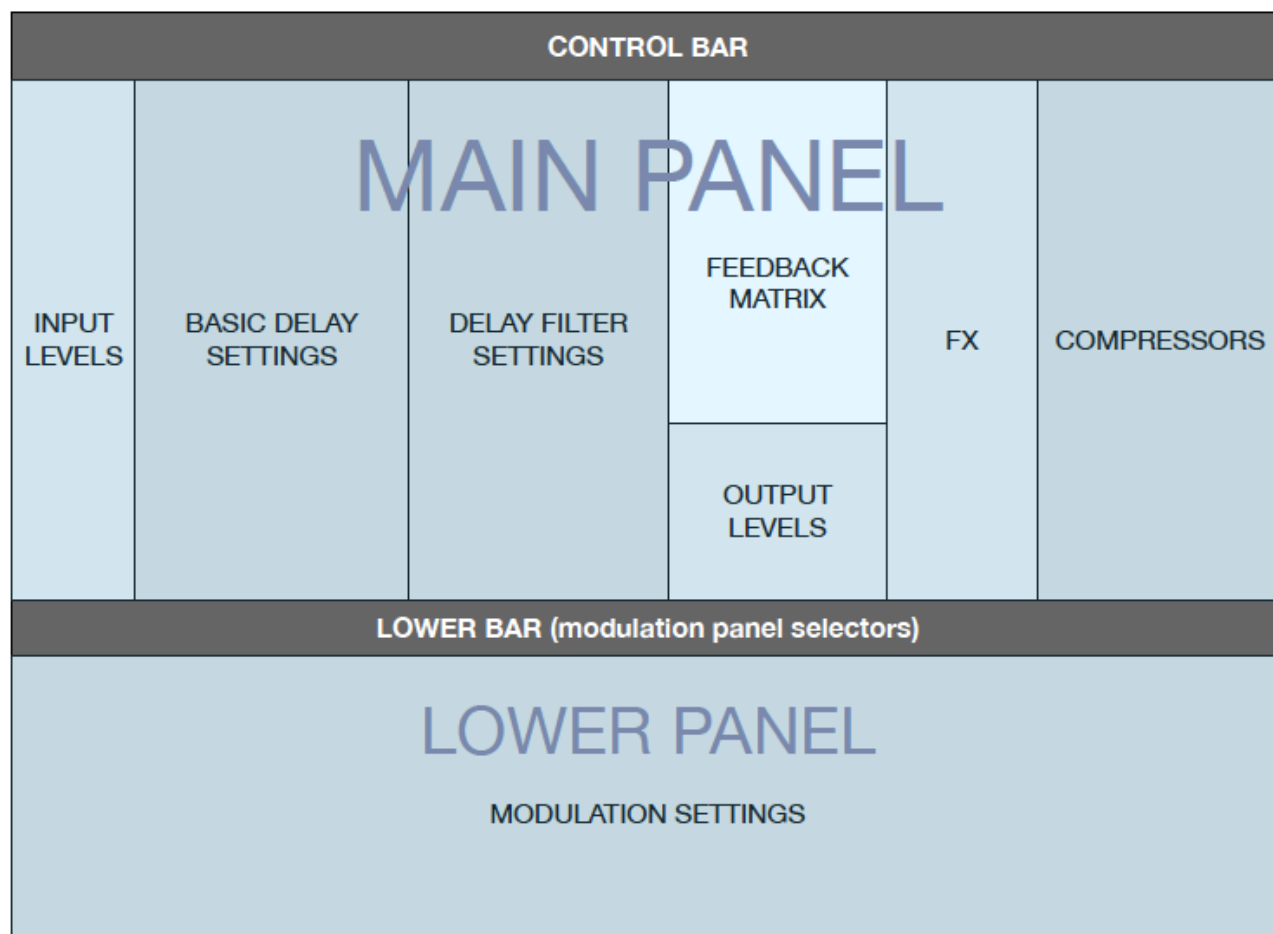 CONTROL BAR
MAIN PANEL
INPUT
LEVELS
BASIC DELAY
SETTINGS
DELAY FILTER
SETTINGS
FEEDBACK
MATRIX
OUTPUT
LEVELS
FX
COMPRESSORS
LOWER BAR (modulation panel selectors)
LOWER PANEL
MODULATION SETTINGS